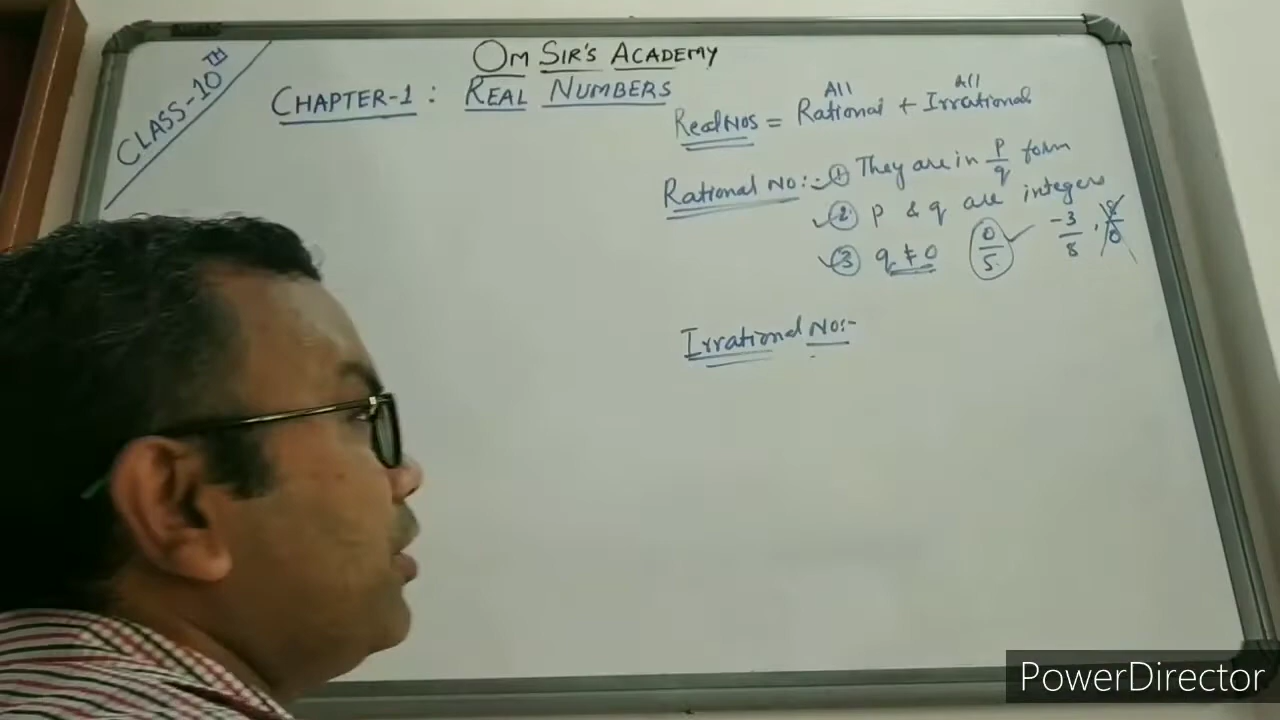 OM SIR'S ACADEMY
CLASS-10TH
CHAPTER-1: REAL NUMBERS
Real Nos = All Rational + All Irrational
Rational No:- ① They are in p/q form
② p & q are integers
③ q ≠ 0 0/5 -3/8,
Irrational No:-
PowerDirector